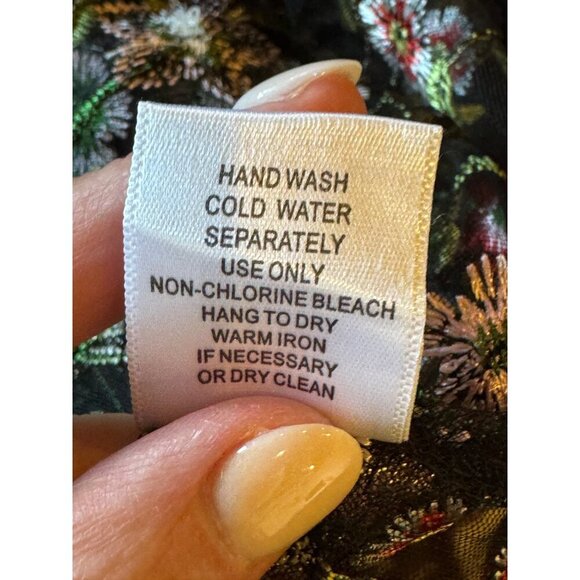 HAND WASH
COLD WATER
SEPARATELY
USE ONLY
NON-CHLORINE BLEACH
HANG TO DRY
WARM IRON
IF NECESSARY
OR DRY CLEAN